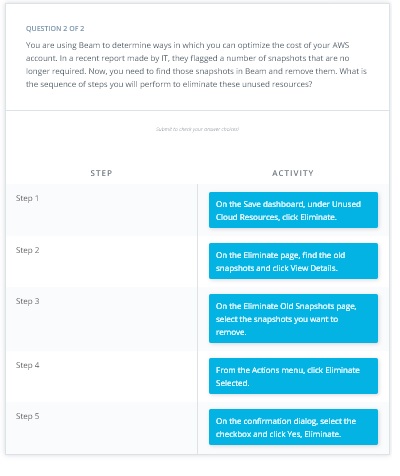 QUESTION 2 OF 2
You are using Beam to determine ways in which you can optimize the cost of your AWS
account. In a recent report made by IT, they flagged a number of snapshots that are no
longer required. Now, you need to find those snapshots in Beam and remove them. What is
the sequence of steps you will perform to eliminate these unused resources?
Submit to check your answer choices!
STEP ACTIVITY
Step 1
On the Save dashboard, under Unused
Cloud Resources, click Eliminate.
Step 2
On the Eliminate page, find the old
snapshots and click View Details.
Step 3
On the Eliminate Old Snapshots page,
select the snapshots you want to
remove.
Step 4
From the Actions menu, click Eliminate
Selected.
Step 5
On the confirmation dialog, select the
checkbox and click Yes, Eliminate.